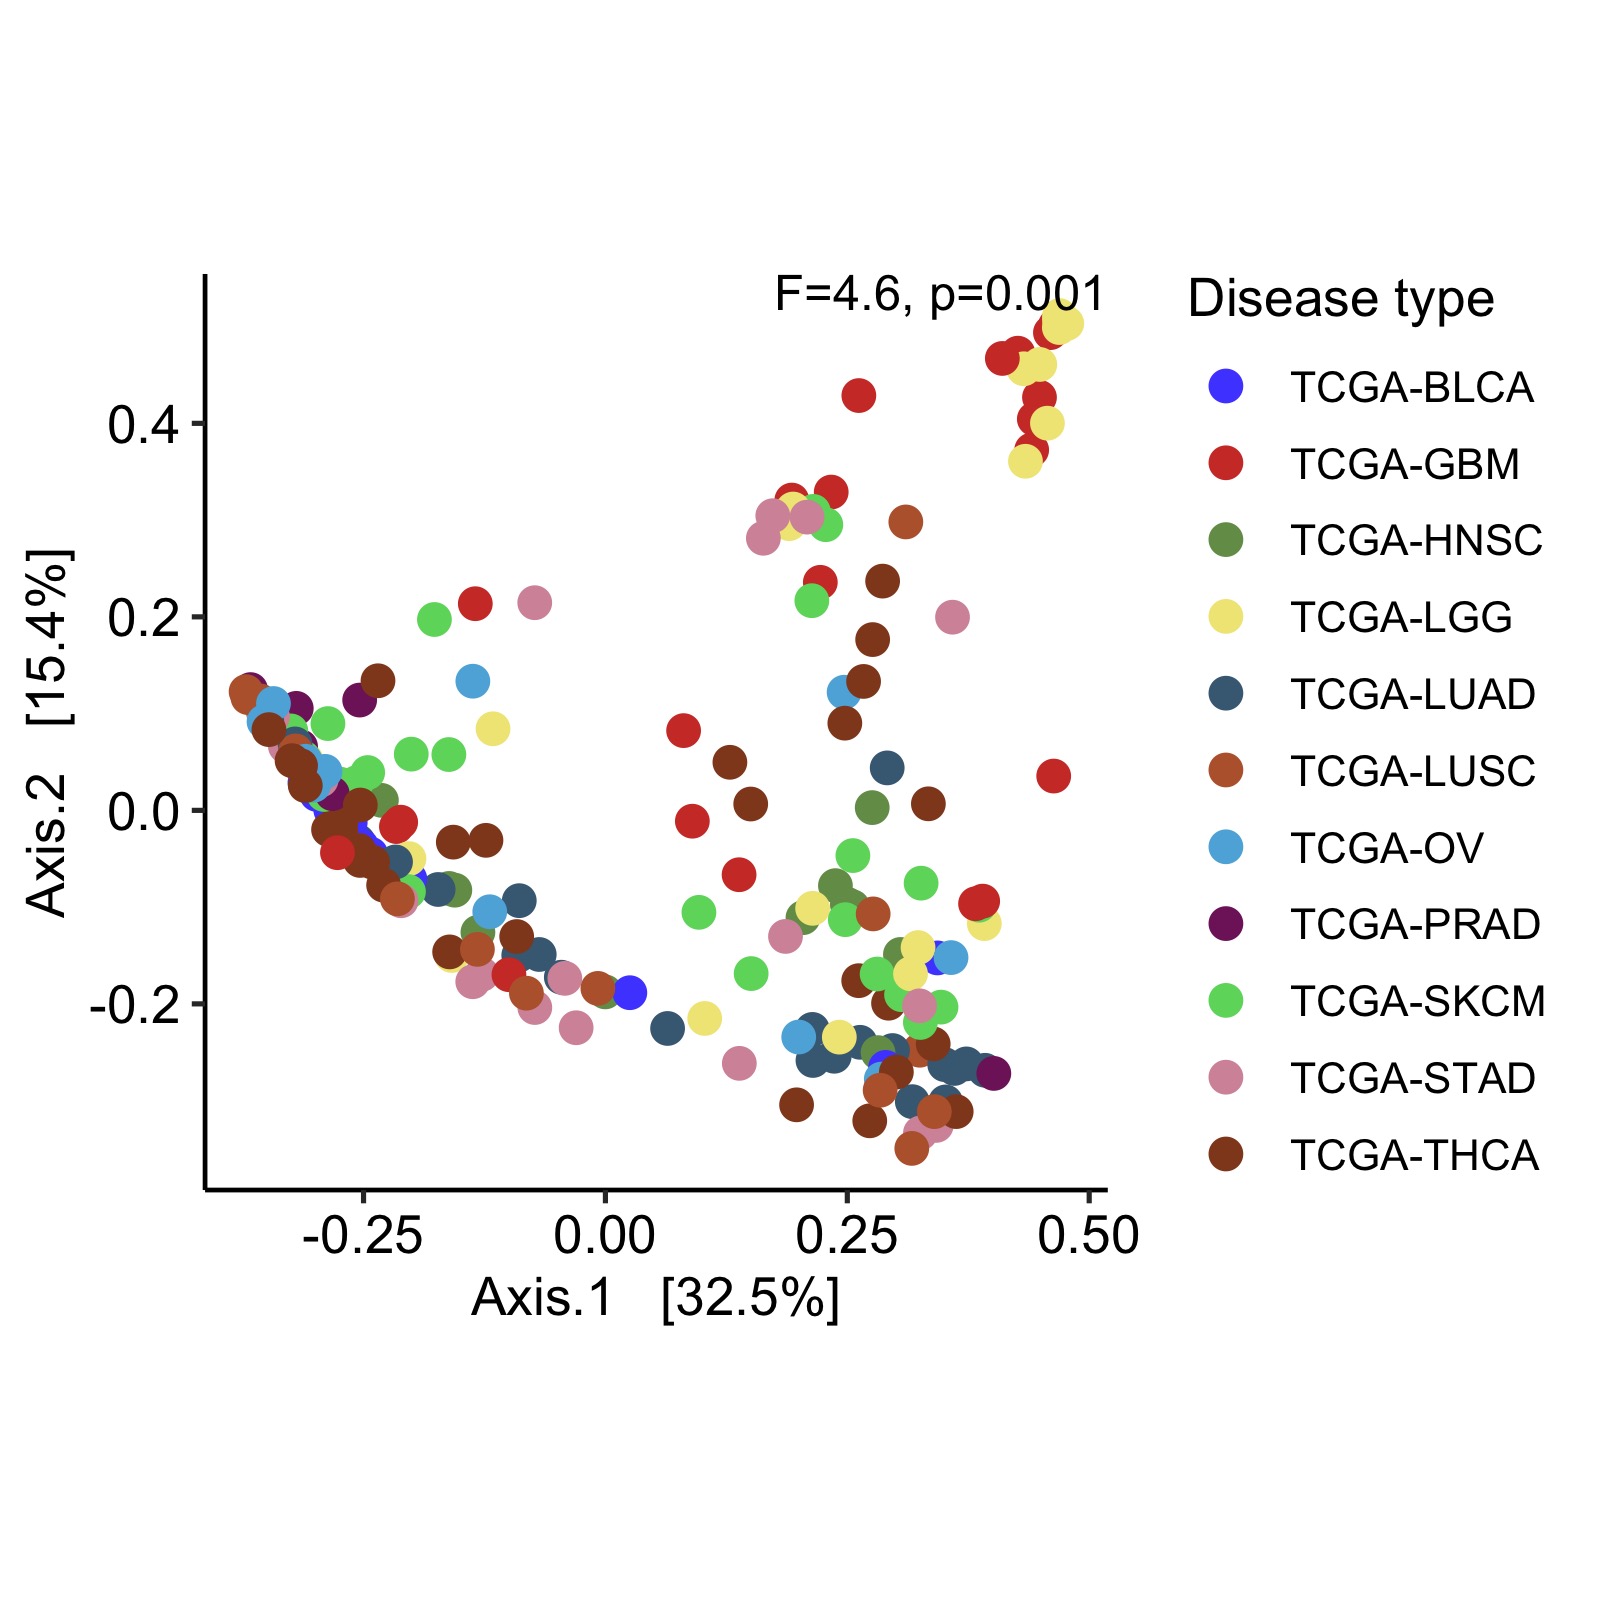 F=4.6, p=0.001
Disease type
TCGA-BLCA
TCGA-GBM
TCGA-HNSC
TCGA-LGG
TCGA-LUAD
TCGA-LUSC
TCGA-OV
TCGA-PRAD
TCGA-SKCM
TCGA-STAD
TCGA-THCA
Axis.2 [15.4%]
0.4
0.2
0.0
-0.2
-0.25 0.00 0.25 0.50
Axis.1 [32.5%]